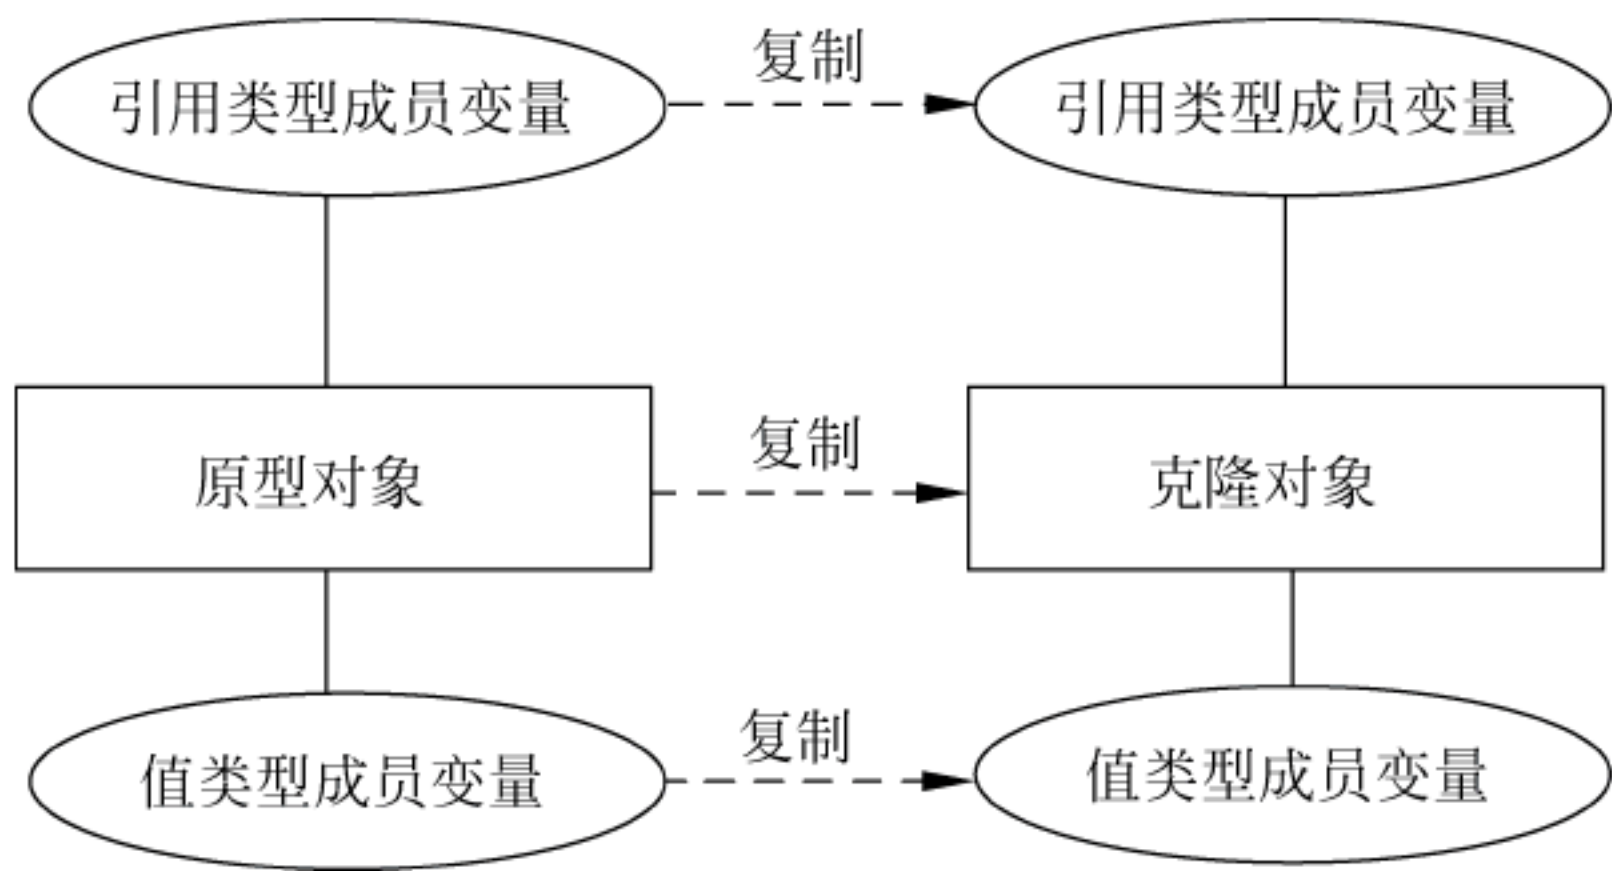 复制
引用类型成员变量
引用类型成员变量
复制
原型对象
克隆对象
复制
值类型成员变量
值类型成员变量